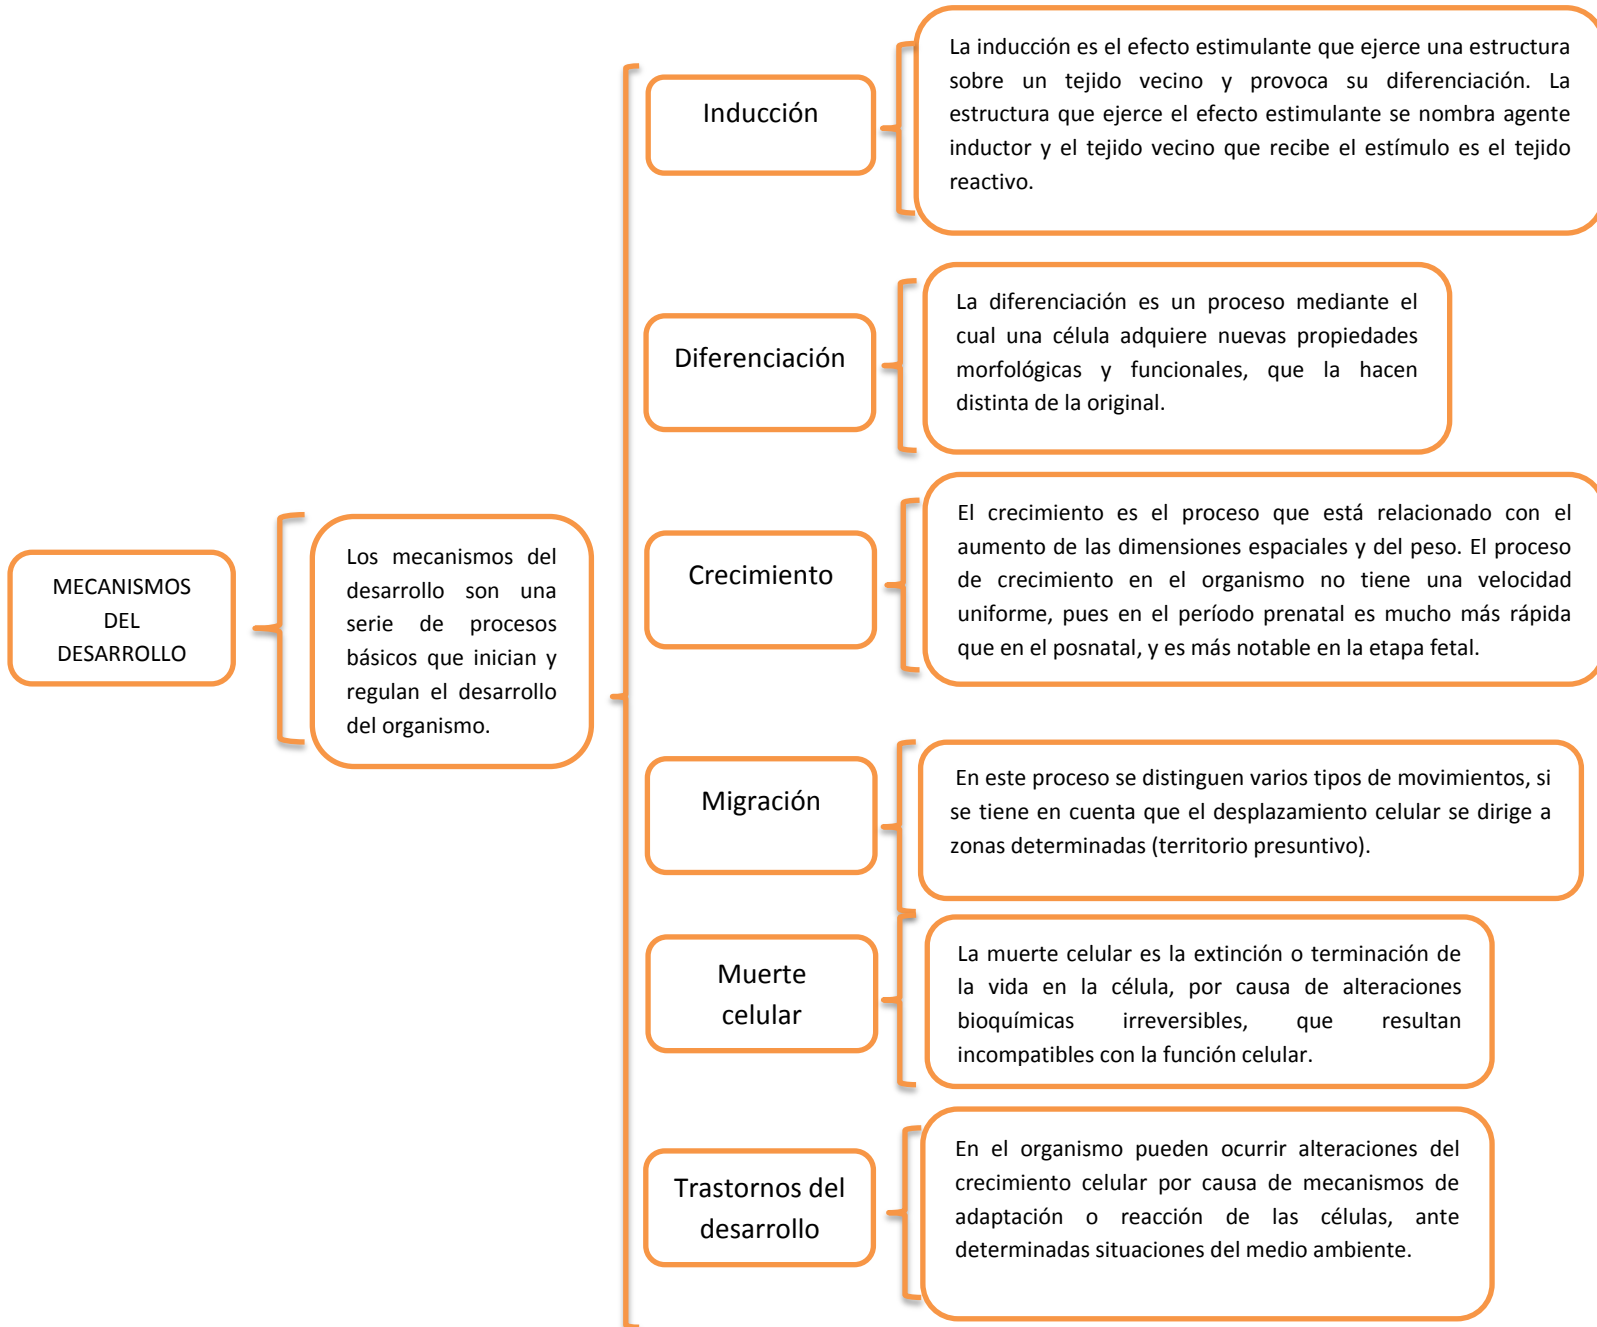 MECANISMOS
DEL
DESARROLLO
Los mecanismos del
desarrollo son una
serie de procesos
básicos que inician y
regulan el desarrollo
del organismo.
Inducción
La inducción es el efecto estimulante que ejerce una estructura
sobre un tejido vecino y provoca su diferenciación. La
estructura que ejerce el efecto estimulante se nombra agente
inductor y el tejido vecino que recibe el estímulo es el tejido
reactivo.
Diferenciación
La diferenciación es un proceso mediante el
cual una célula adquiere nuevas propiedades
morfológicas y funcionales, que la hacen
distinta de la original.
Crecimiento
El crecimiento es el proceso que está relacionado con el
aumento de las dimensiones espaciales y del peso. El proceso
de crecimiento en el organismo no tiene una velocidad
uniforme, pues en el período prenatal es mucho más rápida
que en el posnatal, y es más notable en la etapa fetal.
Migración
En este proceso se distinguen varios tipos de movimientos, si
se tiene en cuenta que el desplazamiento celular se dirige a
zonas determinadas (territorio presuntivo).
Muerte
celular
La muerte celular es la extinción o terminación de
la vida en la célula, por causa de alteraciones
bioquímicas irreversibles, que resultan
incompatibles con la función celular.
Trastornos del
desarrollo
En el organismo pueden ocurrir alteraciones del
crecimiento celular por causa de mecanismos de
adaptación o reacción de las células, ante
determinadas situaciones del medio ambiente.